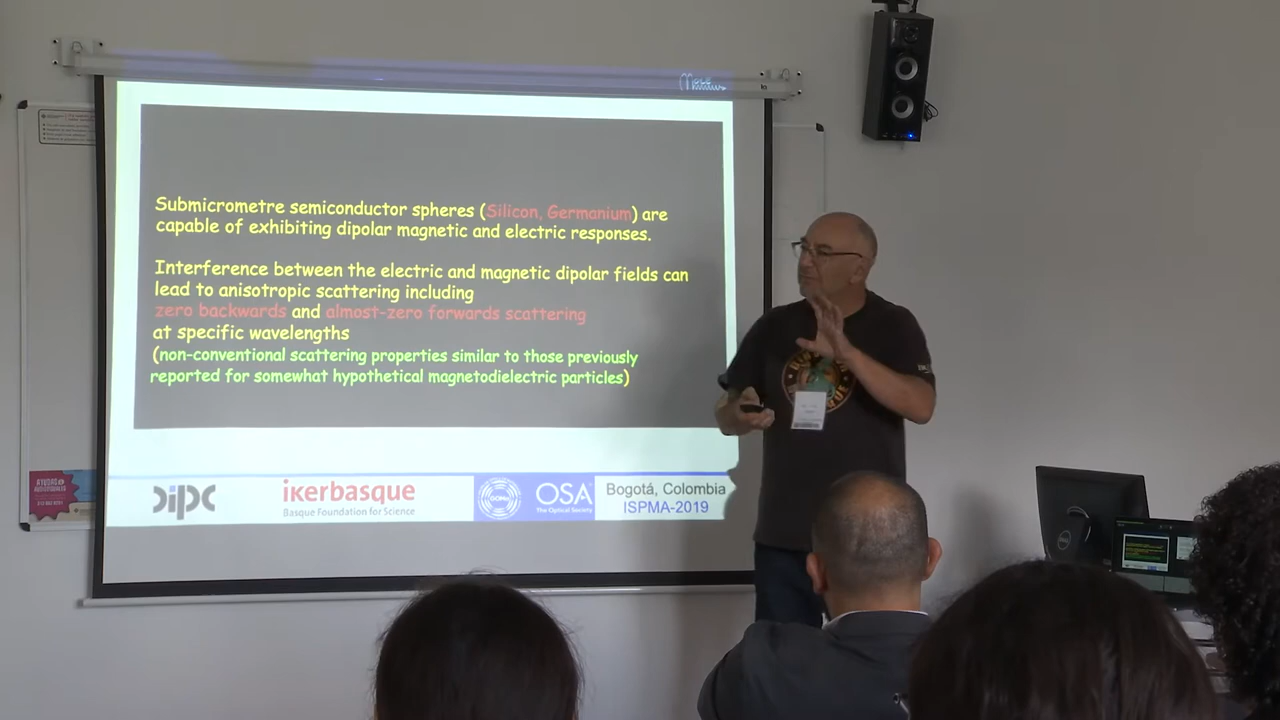 Submicrometre semiconductor spheres (Silicon, Germanium) are
capable of exhibiting dipolar magnetic and electric responses.
Interference between the electric and magnetic dipolar fields can
lead to anisotropic scattering including
zero backwards and almost-zero forwards scattering
at specific wavelengths
(non-conventional scattering properties similar to those previously
reported for somewhat hypothetical magnetodielectric particles)
dipc
ikerbasque
Basque Foundation for Science
OSA
The Optical Society
Bogotá, Colombia
ISPMA-2019